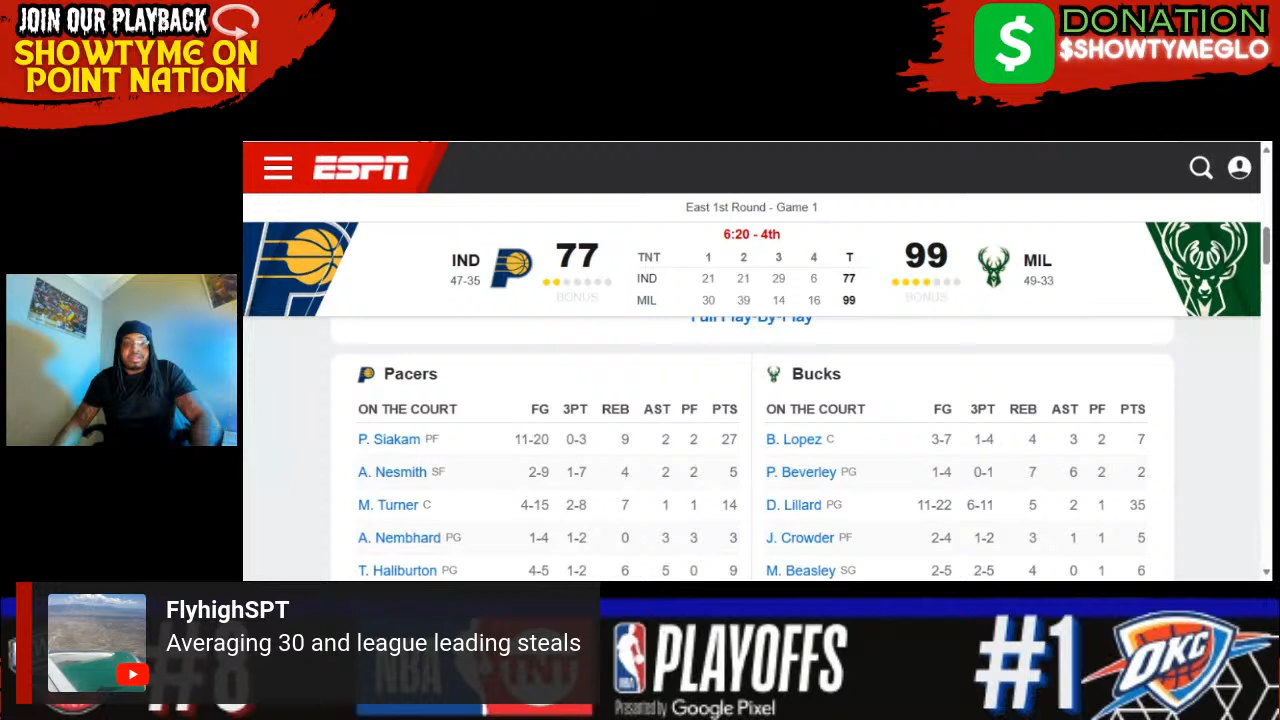 JOIN OUR PLAYBACK
SHOWTYME ON
POINT NATION
DONATION
$SHOWTYMEGLO
ESPN
East 1st Round - Game 1
IND
47-35
77
BONUS
6:20 - 4th
TNT 1 2 3 4 T
IND 21 21 29 6 77
MIL 30 39 14 16 99
99
BONUS
MIL
49-33
Full Play-By-Play
Pacers
ON THE COURT FG 3PT REB AST PF PTS
P. Siakam PF 11-20 0-3 9 2 2 27
A. Nesmith SF 2-9 1-7 4 2 2 5
M. Turner C 4-15 2-8 7 1 1 14
A. Nembhard PG 1-4 1-2 0 3 3 3
T. Haliburton PG 4-5 1-2 6 5 0 9
Bucks
ON THE COURT FG 3PT REB AST PF PTS
B. Lopez C 3-7 1-4 4 3 2 7
P. Beverley PG 1-4 0-1 7 6 2 2
D. Lillard PG 11-22 6-11 5 2 1 35
J. Crowder PF 2-4 1-2 3 1 1 5
M. Beasley SG 2-5 2-5 4 0 1 6
FlyhighSPT
Averaging 30 and league leading steals
#8
NBA
NBA
PLAYOFFS
Presented by Google Pixel
#1
OKC